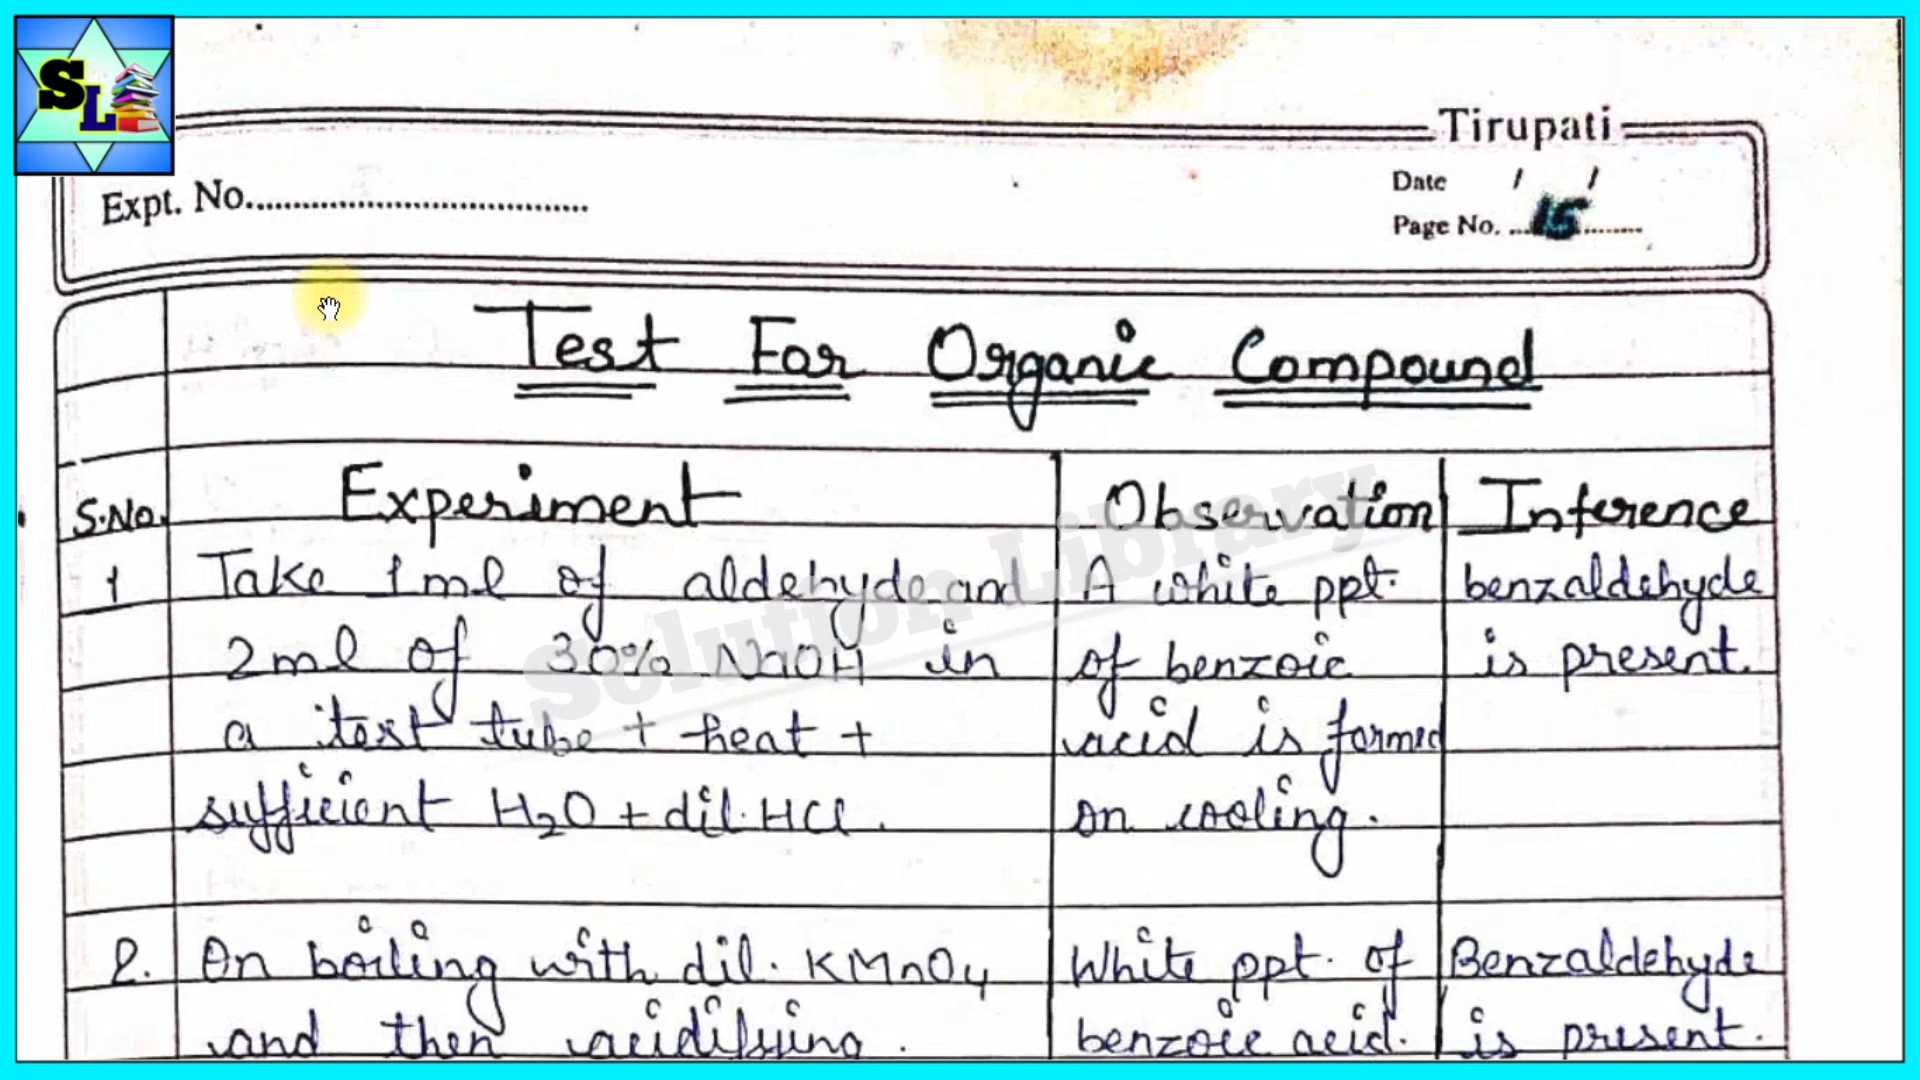 SL
Tirupati
Expt. No.
Date / /
Page No. 15
Test For Organic Compound
S.No. Experiment Observation Inference
1 Take 1ml of aldehyde and A white ppt. benzaldehyde
2ml of 30% NaOH in of benzoic is present.
a test tube + heat + acid is formed
sufficient H2O + dil. HCl. on cooling.
2. On boiling with dil. KMnO4 White ppt. of Benzaldehyde
and then acidifying. benzoic acid. is present.
Solution Library